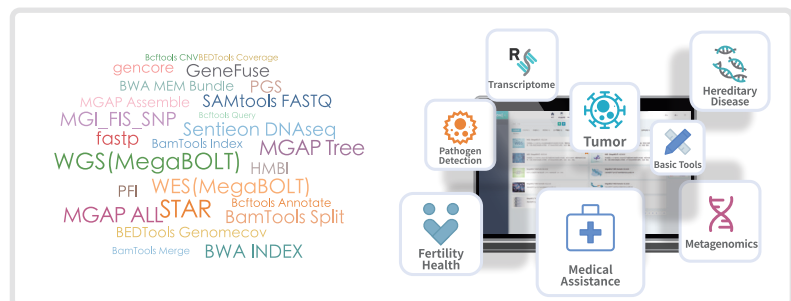 Bcftools CNV
BEDTools Coverage
gencore
GeneFuse
BWA MEM Bundle
PGS
MGAP Assemble
SAMtools FASTQ
MGI_FIS_SNP
Bcftools Query
fastp
Sentieon DNAseq
BamTools Index
MGAP Tree
WGS(MegaBOLT)
HMBI
PFI
WES(MegaBOLT)
MGAP ALL
STAR
Bcftools Annotate
BamTools Split
BEDTools Genomecov
BamTools Merge
BWA INDEX
R
Transcriptome
Hereditary
Disease
Tumor
Pathogen
Detection
Basic Tools
Fertility
Health
Medical
Assistance
Metagenomics